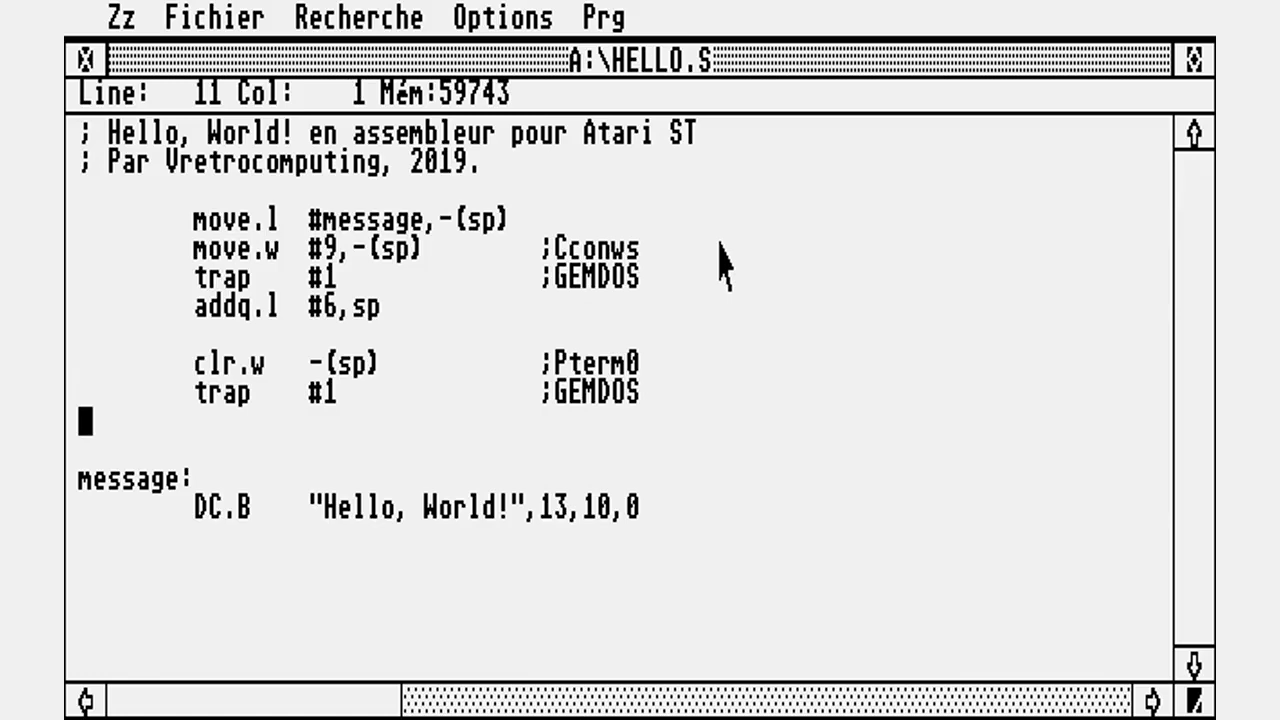 Zz Fichier Recherche Options Prg
A:\HELLO.S
Line: 11 Col: 1 Mém:59743
; Hello, World! en assembleur pour Atari ST
; Par Vretrocomputing, 2019.
move.l #message,-(sp)
move.w #9,-(sp) ;Cconws
trap #1 ;GEMDOS
addq.l #6,sp
clr.w -(sp) ;Pterm0
trap #1 ;GEMDOS
message:
DC.B "Hello, World!",13,10,0